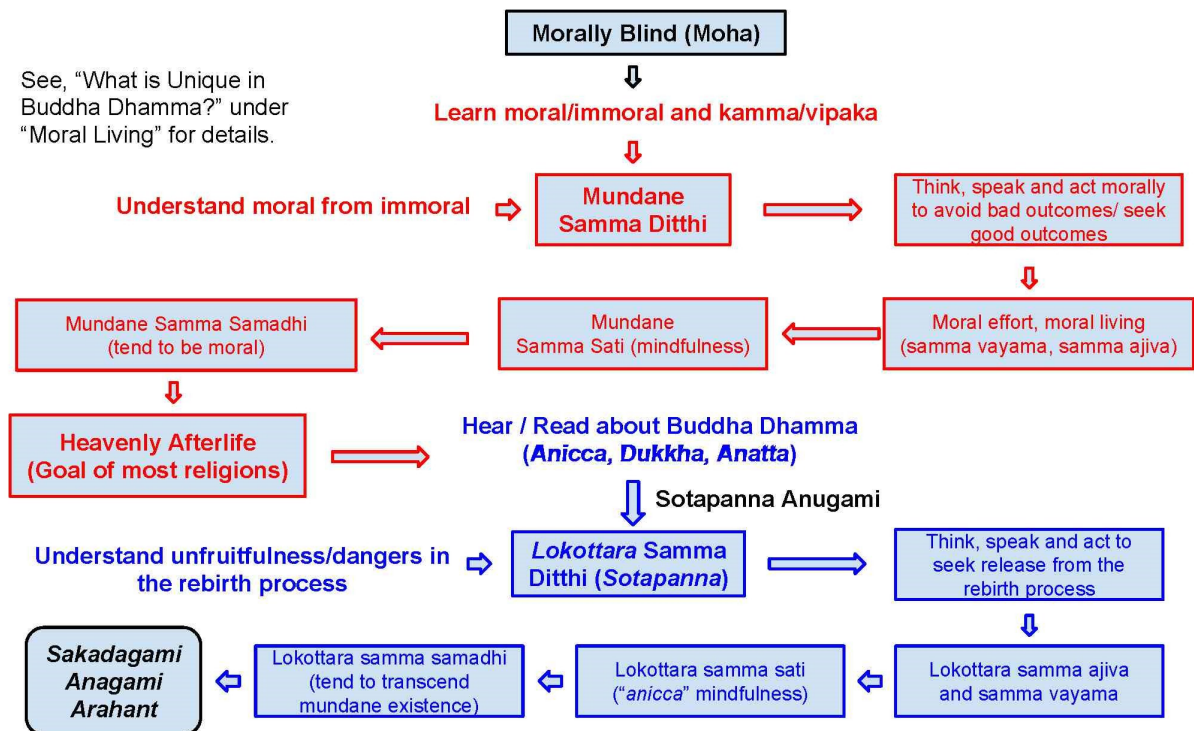 Morally Blind (Moha)
See, “What is Unique in
Buddha Dhamma?” under
“Moral Living” for details.
Learn moral/immoral and kamma/vipaka
Understand moral from immoral
Mundane
Samma Ditthi
Think, speak and act morally
to avoid bad outcomes/ seek
good outcomes
Moral effort, moral living
(samma vayama, samma ajiva)
Mundane
Samma Sati (mindfulness)
Mundane Samma Samadhi
(tend to be moral)
Heavenly Afterlife
(Goal of most religions)
Hear / Read about Buddha Dhamma
(Anicca, Dukkha, Anatta)
Sotapanna Anugami
Understand unfruitfulness/dangers in
the rebirth process
Lokottara Samma
Ditthi (Sotapanna)
Think, speak and act to
seek release from the
rebirth process
Lokottara samma ajiva
and samma vayama
Lokottara samma sati
(“anicca” mindfulness)
Lokottara samma samadhi
(tend to transcend
mundane existence)
Sakadagami
Anagami
Arahant